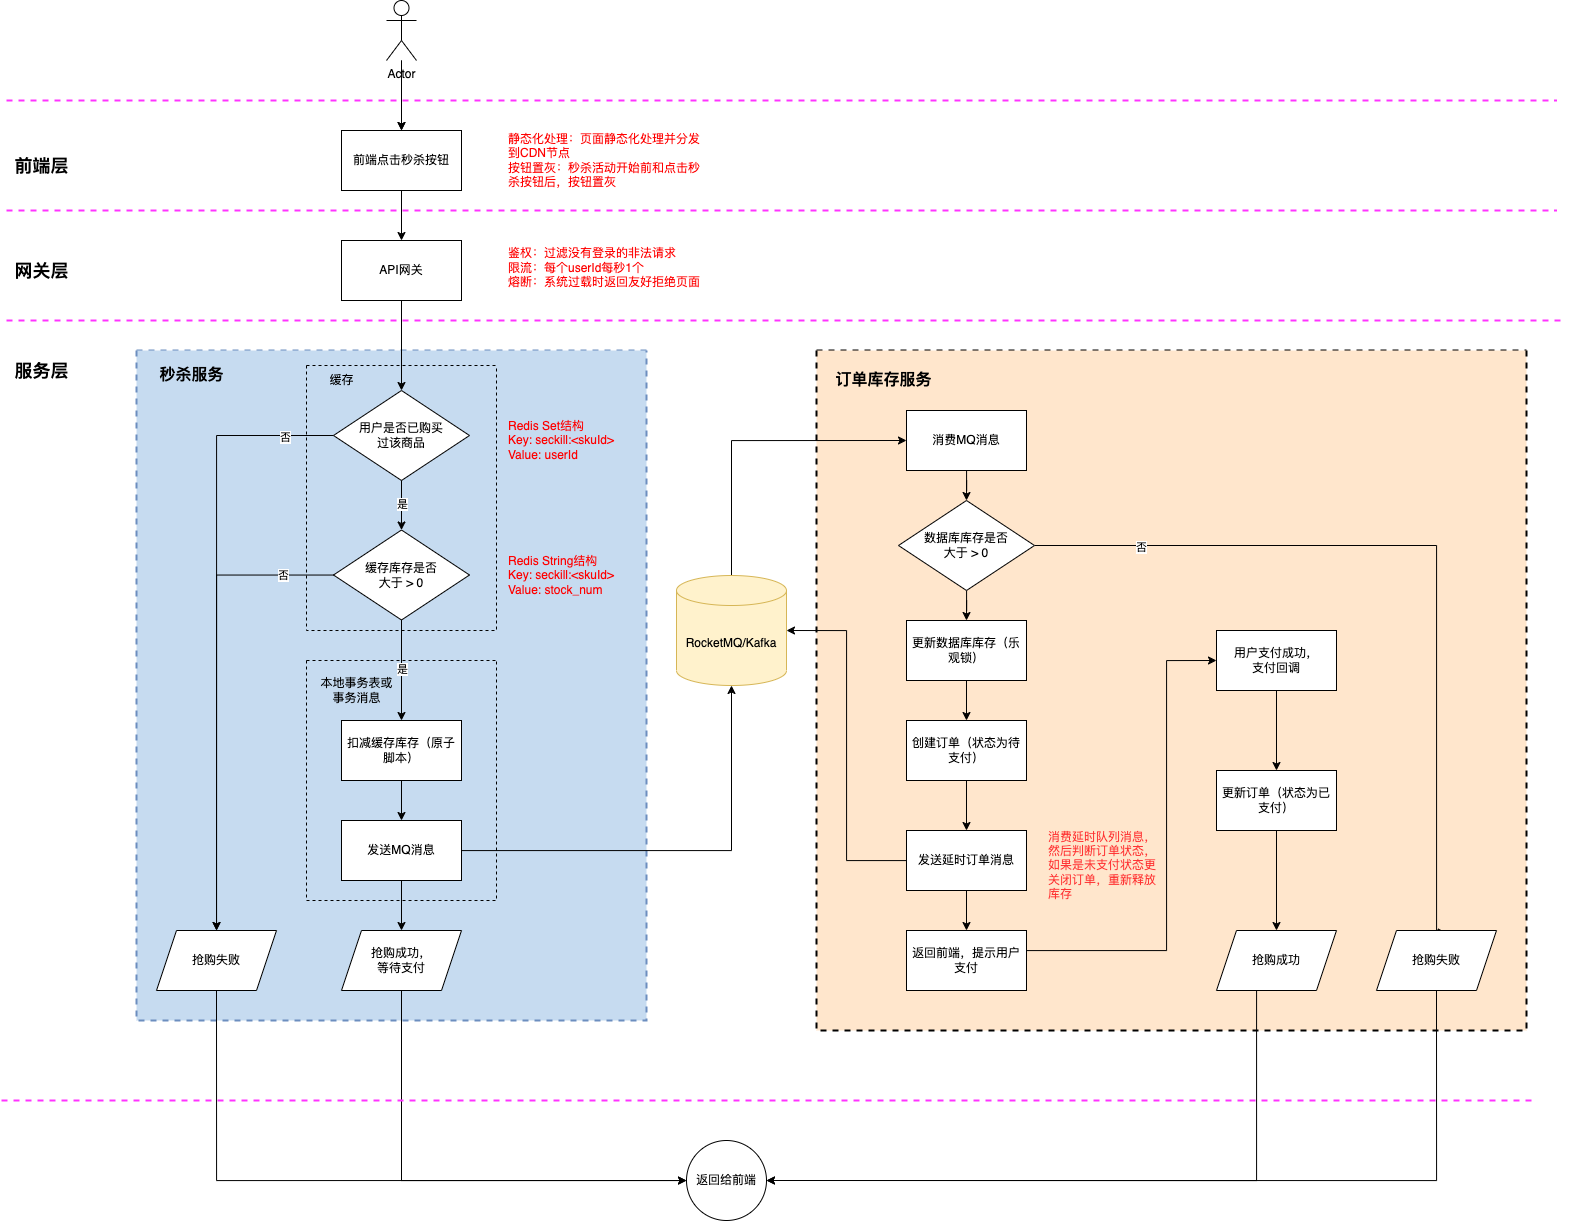 Actor
前端层
前端点击秒杀按钮
静态化处理：页面静态化处理并分发
到CDN节点
按钮置灰：秒杀活动开始前和点击秒
杀按钮后，按钮置灰
网关层
API网关
鉴权：过滤没有登录的非法请求
限流：每个userId每秒1个
熔断：系统过载时返回友好拒绝页面
服务层
秒杀服务
缓存
用户是否已购买
过该商品
否
Redis Set结构
Key: seckill:<skuId>
Value: userId
是
缓存库存是否
大于 > 0
否
Redis String结构
Key: seckill:<skuId>
Value: stock_num
是
本地事务表或
事务消息
扣减缓存库存（原子
脚本）
发送MQ消息
抢购失败
抢购成功，
等待支付
RocketMQ/Kafka
订单库存服务
消费MQ消息
数据库库存是否
大于 > 0
否
更新数据库库存（乐
观锁）
创建订单（状态为待
支付）
发送延时订单消息
消费延时队列消息，
然后判断订单状态，
如果是未支付状态更
关闭订单，重新释放
库存
返回前端，提示用户
支付
用户支付成功，
支付回调
更新订单（状态为已
支付）
抢购成功
抢购失败
返回给前端